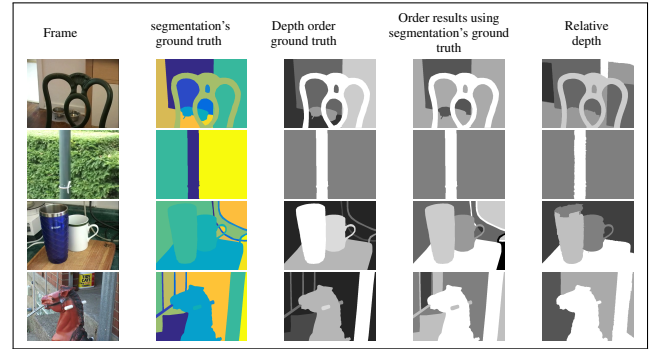 Frame
segmentation's
ground truth
Depth order
ground truth
Order results using
segmentation's ground
truth
Relative
depth